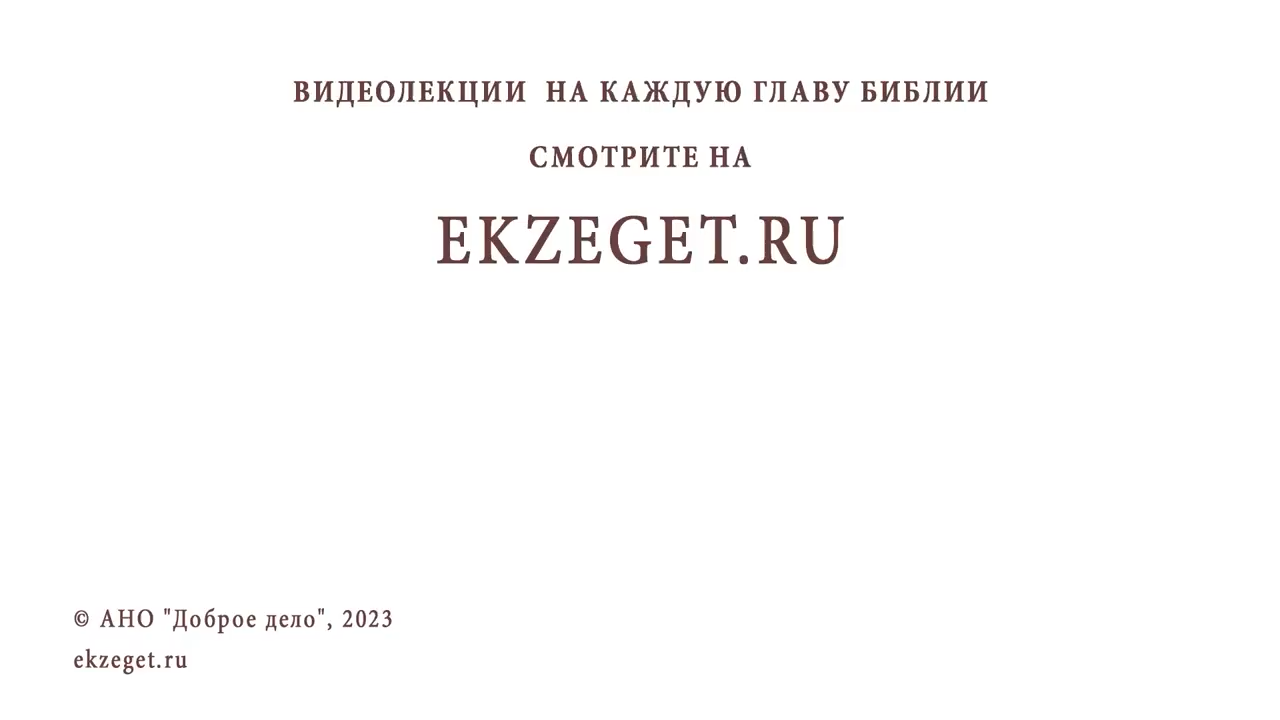 ВИДЕОЛЕКЦИИ НА КАЖДУЮ ГЛАВУ БИБЛИИ
СМОТРИТЕ НА
EKZEGET.RU
© АНО "Доброе дело", 2023
ekzeget.ru